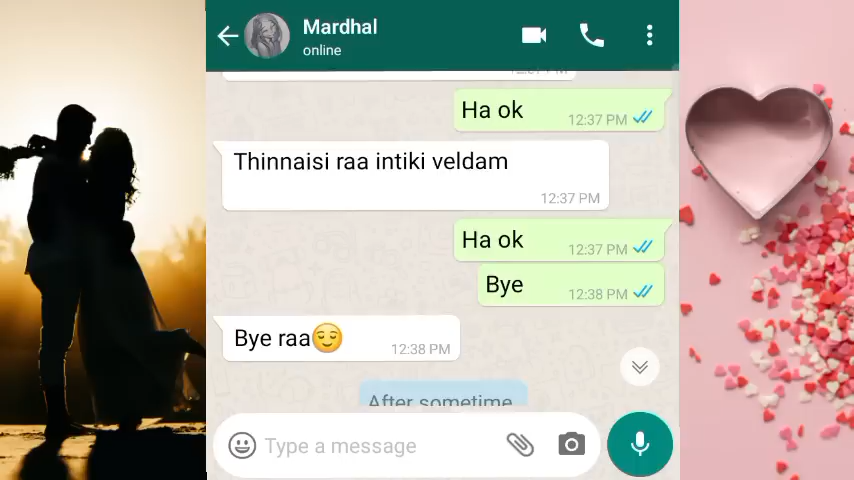 Mardhal
online
Ha ok
12:37 PM
Thinnaisi raa intiki veldam
12:37 PM
Ha ok
12:37 PM
Bye
12:38 PM
Bye raa😌
12:38 PM
After sometime
Type a message